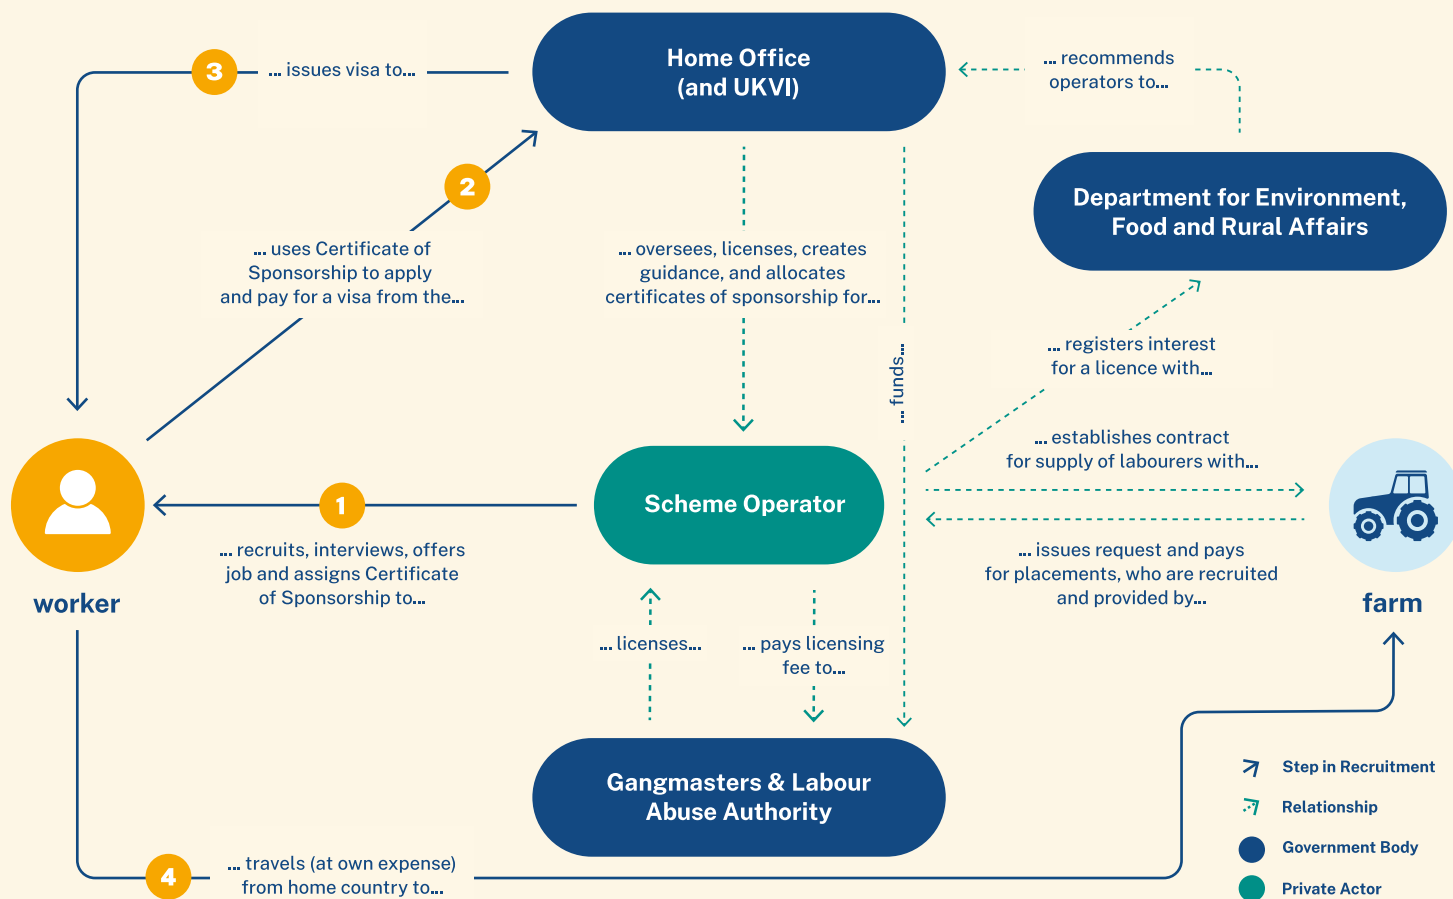 Home Office
(and UKVI)
3
... issues visa to...
... recommends
operators to...
2
Department for Environment,
Food and Rural Affairs
... uses Certificate of
Sponsorship to apply
and pay for a visa from the...
... oversees, licenses, creates
guidance, and allocates
certificates of sponsorship for...
... funds...
... registers interest
for a licence with...
... establishes contract
for supply of labourers with...
1
Scheme Operator
... recruits, interviews, offers
job and assigns Certificate
of Sponsorship to...
... issues request and pays
for placements, who are recruited
and provided by...
worker
farm
... licenses...
... pays licensing
fee to...
Gangmasters & Labour
Abuse Authority
4
... travels (at own expense)
from home country to...
Step in Recruitment
Relationship
Government Body
Private Actor